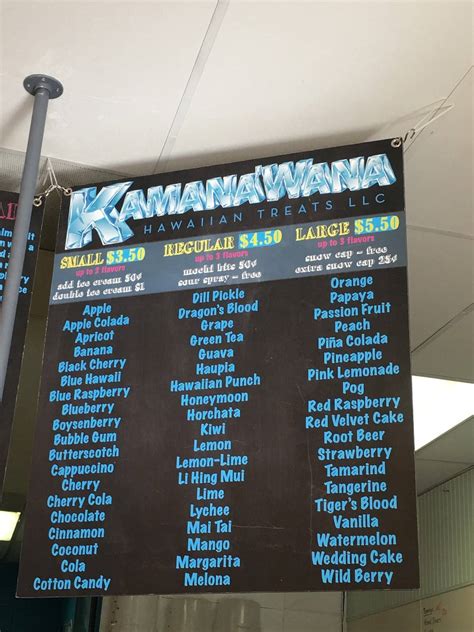 KAMANA'WANA
HAWAIIAN TREATS LLC
SMALL $3.50
up to 2 flavors
add ice cream 50¢
double ice cream $1
REGULAR $4.50
up to 3 flavors
mochi bits 50¢
sour spray - free
LARGE $5.50
up to 3 flavors
snow cap - free
extra snow cap 25¢
Apple
Apple Colada
Apricot
Banana
Black Cherry
Blue Hawaii
Blue Raspberry
Blueberry
Boysenberry
Bubble Gum
Butterscotch
Cappuccino
Cherry
Cherry Cola
Chocolate
Cinnamon
Coconut
Cola
Cotton Candy
Dill Pickle
Dragon's Blood
Grape
Green Tea
Guava
Haupia
Hawaiian Punch
Honeymoon
Horchata
Kiwi
Lemon
Lemon-Lime
Li Hing Mui
Lime
Lychee
Mai Tai
Mango
Margarita
Melona
Orange
Papaya
Passion Fruit
Peach
Piña Colada
Pineapple
Pink Lemonade
Pog
Red Raspberry
Red Velvet Cake
Root Beer
Strawberry
Tamarind
Tangerine
Tiger's Blood
Vanilla
Watermelon
Wedding Cake
Wild Berry